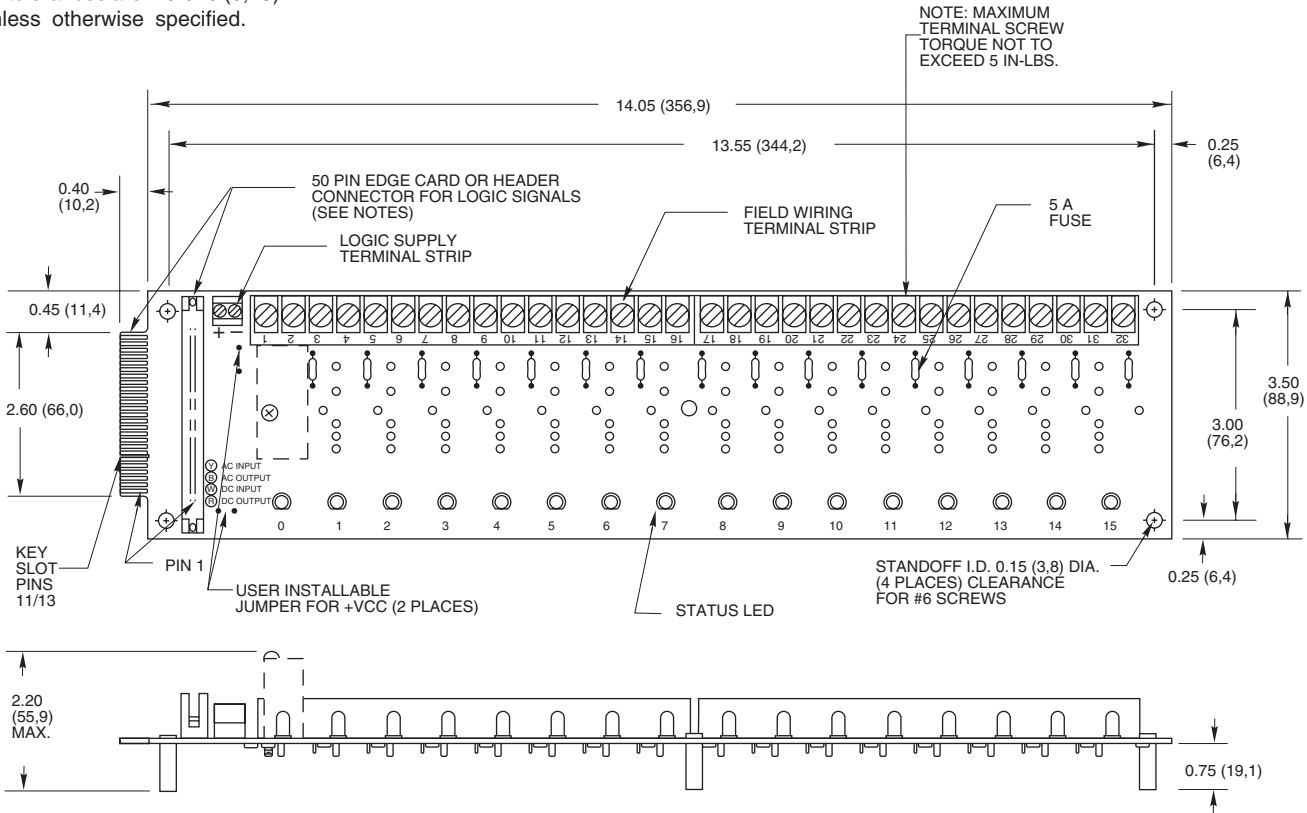 unless otherwise specified.
NOTE: MAXIMUM
TERMINAL SCREW
TORQUE NOT TO
EXCEED 5 IN-LBS.
14.05 (356,9)
13.55 (344,2)
0.25
(6,4)
0.40
(10,2)
50 PIN EDGE CARD OR HEADER
CONNECTOR FOR LOGIC SIGNALS
(SEE NOTES)
FIELD WIRING
TERMINAL STRIP
5 A
FUSE
LOGIC SUPPLY
TERMINAL STRIP
0.45 (11,4)
+ –
1 2 3 4 5 6 7 8 9 10 11 12 13 14 15 16 17 18 19 20 21 22 23 24 25 26 27 28 29 30 31 32
2.60 (66,0)
3.50
(88,9)
3.00
(76,2)
Y AC INPUT
B AC OUTPUT
W DC INPUT
R DC OUTPUT
0 1 2 3 4 5 6 7 8 9 10 11 12 13 14 15
KEY
SLOT
PINS
11/13
PIN 1
USER INSTALLABLE
JUMPER FOR +VCC (2 PLACES)
STATUS LED
STANDOFF I.D. 0.15 (3,8) DIA.
(4 PLACES) CLEARANCE
FOR #6 SCREWS
0.25 (6,4)
2.20
(55,9)
MAX.
0.75 (19,1)